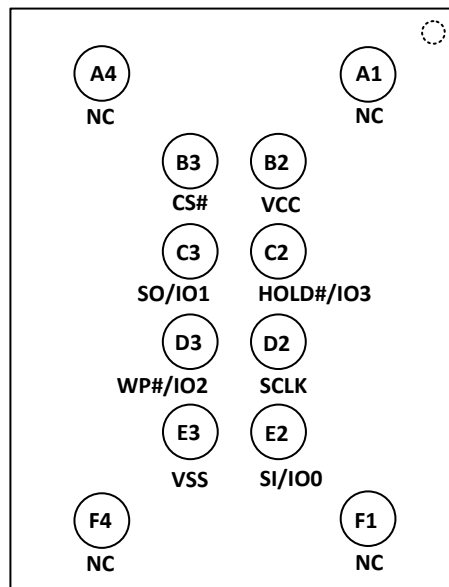 A4 A1
NC NC
B3 B2
CS# VCC
C3 C2
SO/IO1 HOLD#/IO3
D3 D2
WP#/IO2 SCLK
E3 E2
VSS SI/IO0
F4 F1
NC NC